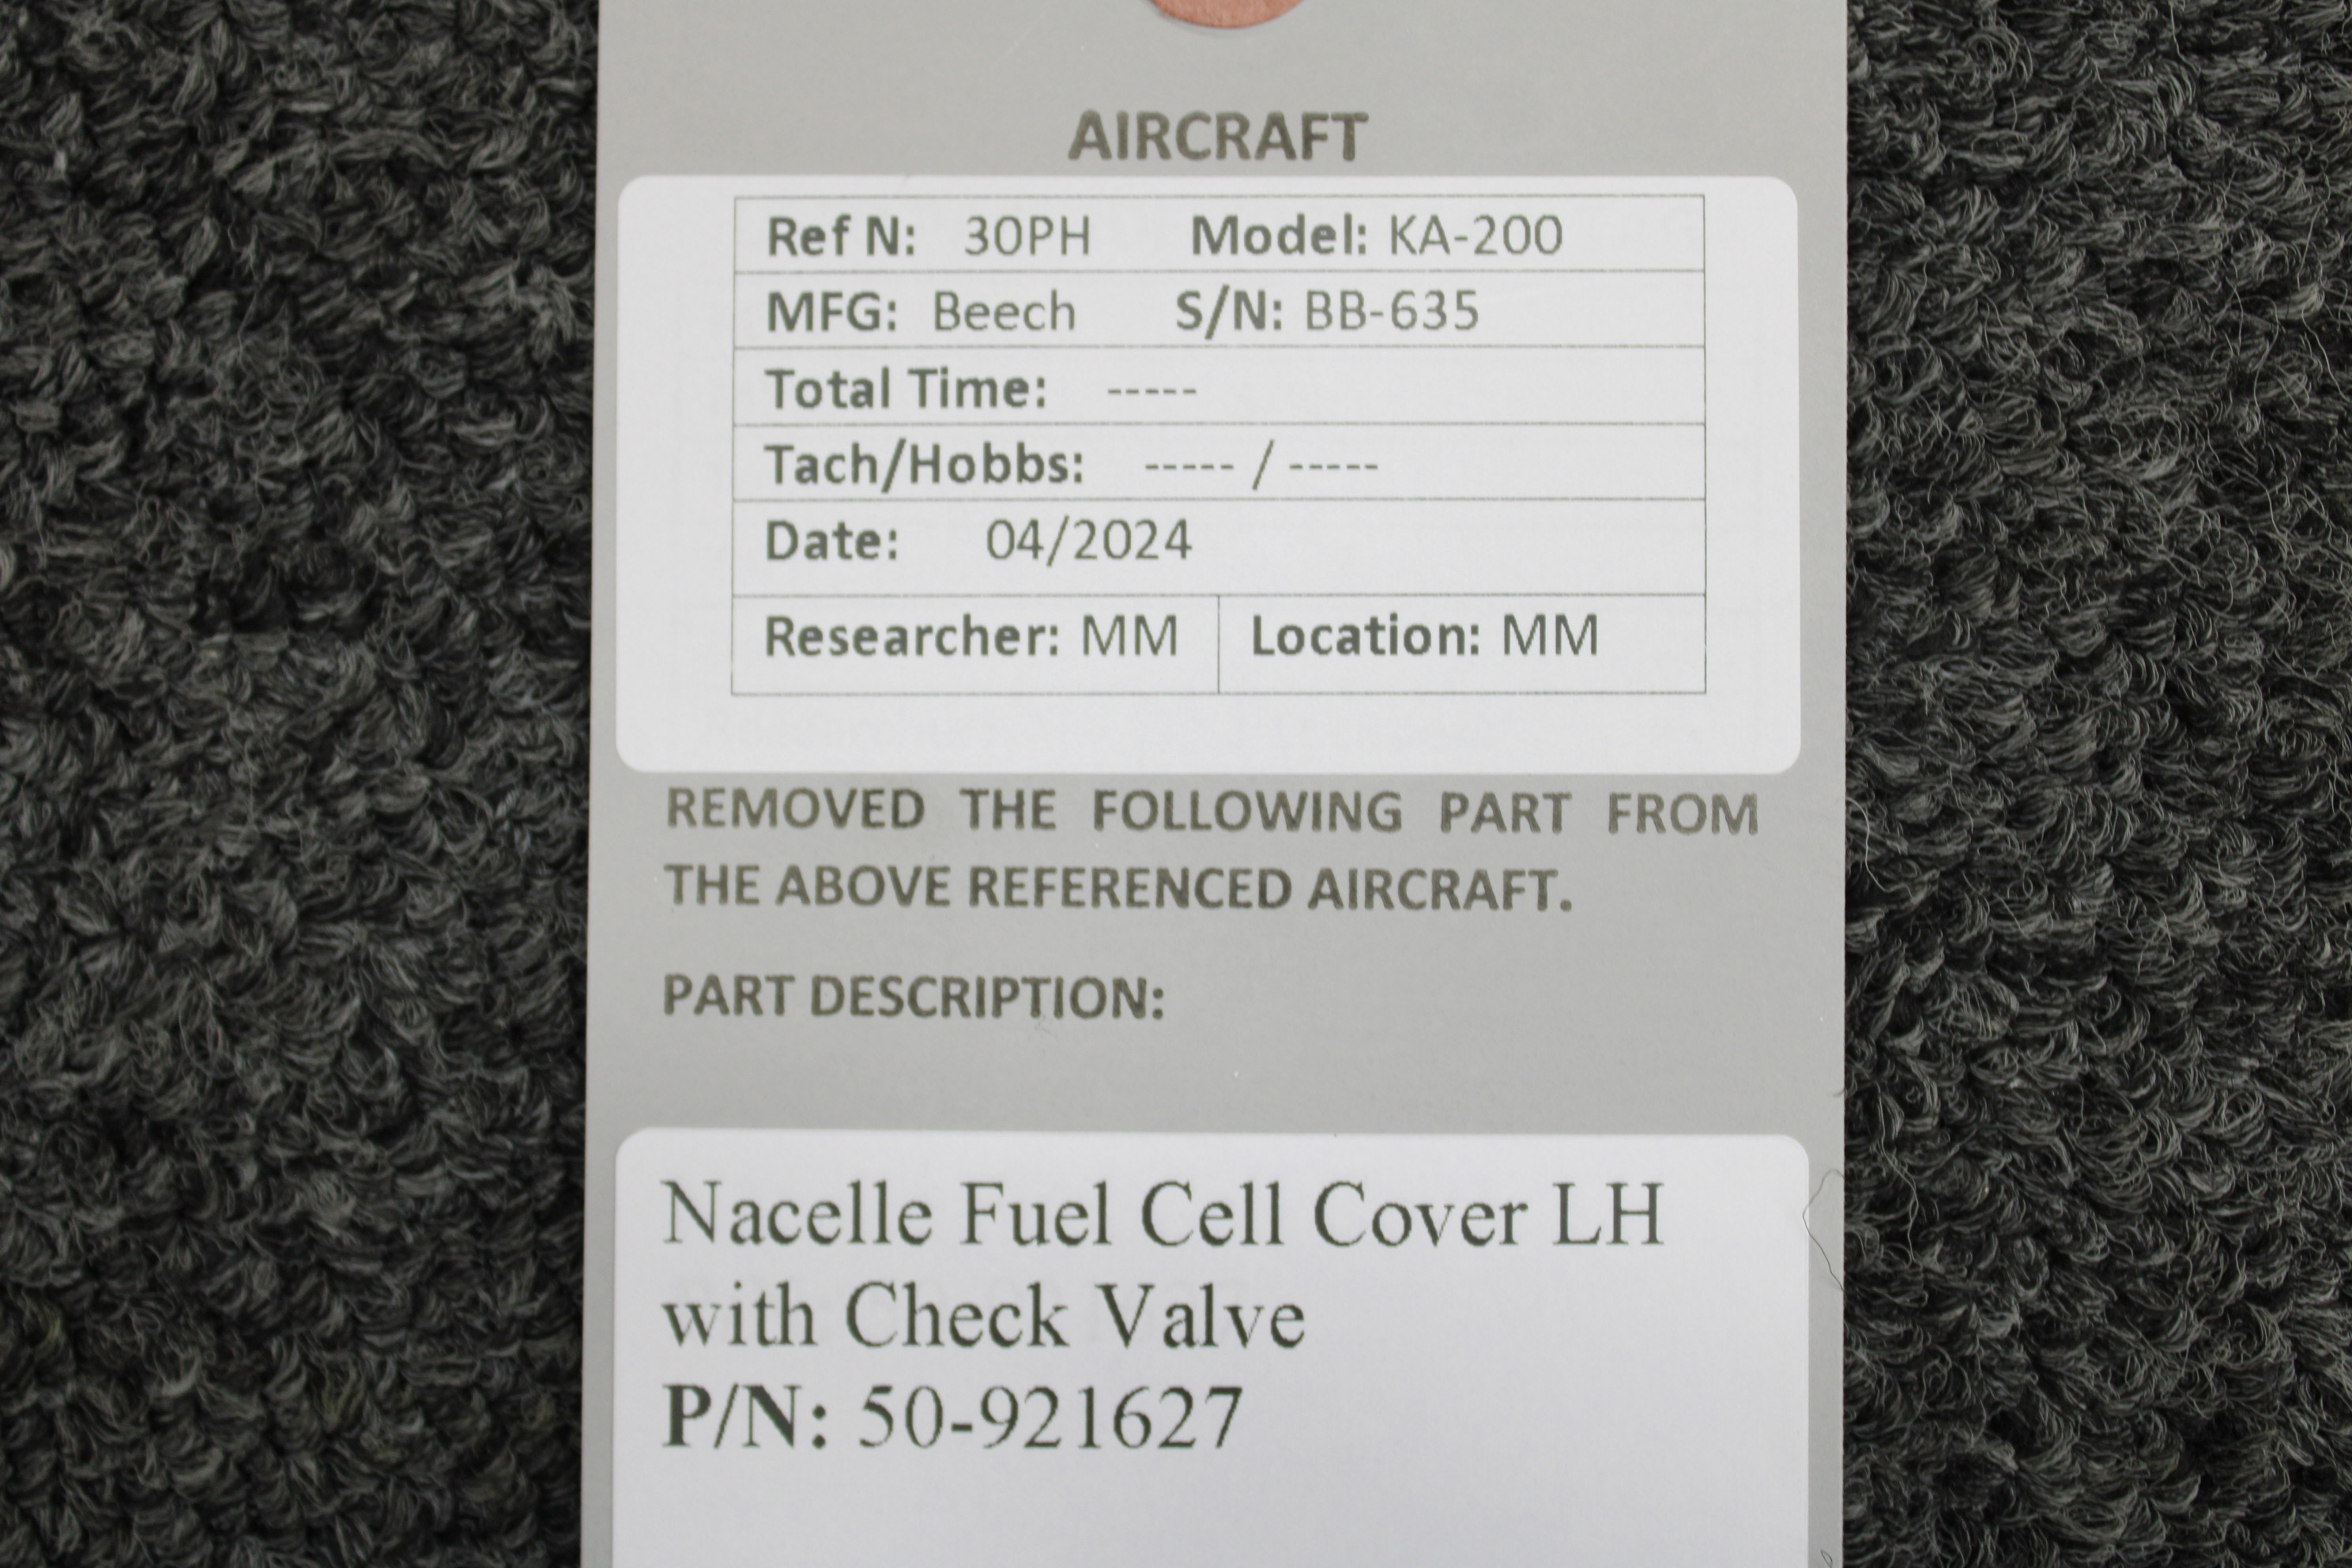 AIRCRAFT
Ref N: 30PH Model: KA-200
MFG: Beech S/N: BB-635
Total Time: -----
Tach/Hobbs: ----- / -----
Date: 04/2024
Researcher: MM Location: MM
REMOVED THE FOLLOWING PART FROM
THE ABOVE REFERENCED AIRCRAFT.
PART DESCRIPTION:
Nacelle Fuel Cell Cover LH
with Check Valve
P/N: 50-921627